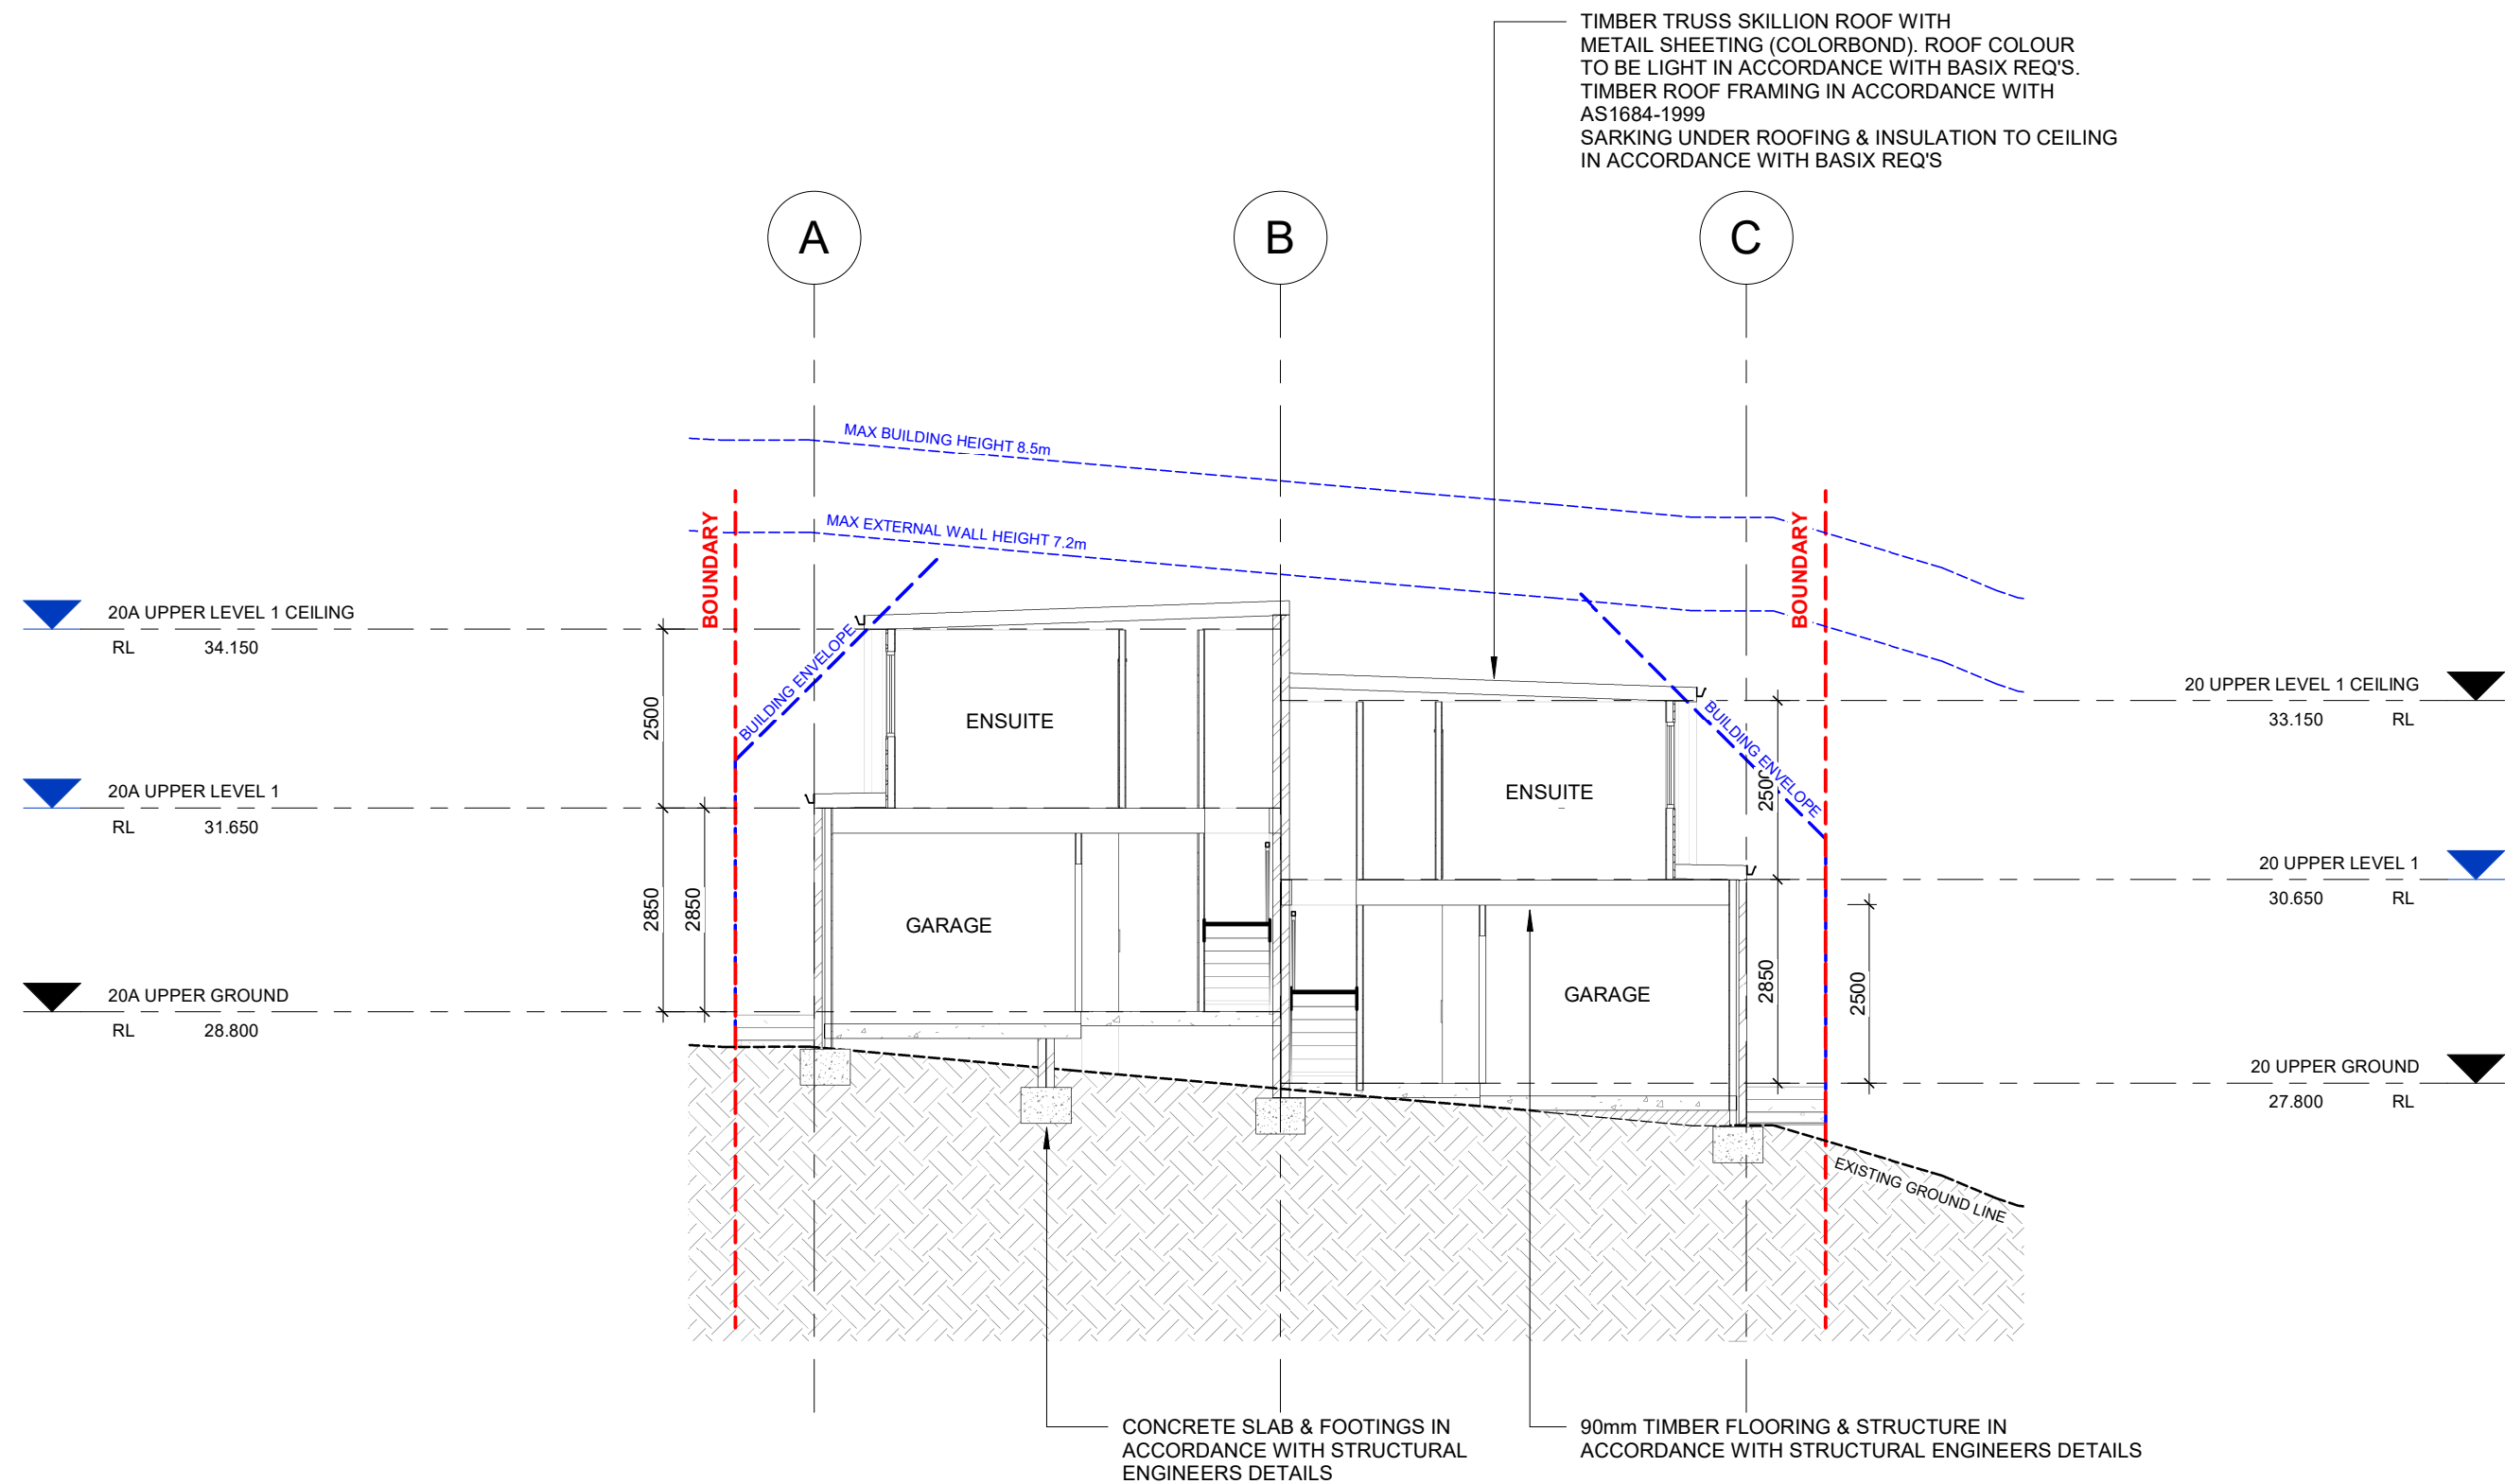 TIMBER TRUSS SKILLION ROOF WITH
METAIL SHEETING (COLORBOND). ROOF COLOUR
TO BE LIGHT IN ACCORDANCE WITH BASIX REQ'S.
TIMBER ROOF FRAMING IN ACCORDANCE WITH
AS1684-1999
SARKING UNDER ROOFING & INSULATION TO CEILING
IN ACCORDANCE WITH BASIX REQ'S
A
B
C
MAX BUILDING HEIGHT 8.5m
MAX EXTERNAL WALL HEIGHT 7.2m
BOUNDARY
BOUNDARY
20A UPPER LEVEL 1 CEILING
RL 34.150
BUILDING ENVELOPE
20 UPPER LEVEL 1 CEILING
33.150 RL
2500
ENSUITE
BUILDING ENVELOPE
20A UPPER LEVEL 1
RL 31.650
ENSUITE
2500
20 UPPER LEVEL 1
30.650 RL
2850
2850
GARAGE
GARAGE
2850
2500
20A UPPER GROUND
RL 28.800
20 UPPER GROUND
27.800 RL
EXISTING GROUND LINE
CONCRETE SLAB & FOOTINGS IN
ACCORDANCE WITH STRUCTURAL
ENGINEERS DETAILS
90mm TIMBER FLOORING & STRUCTURE IN
ACCORDANCE WITH STRUCTURAL ENGINEERS DETAILS